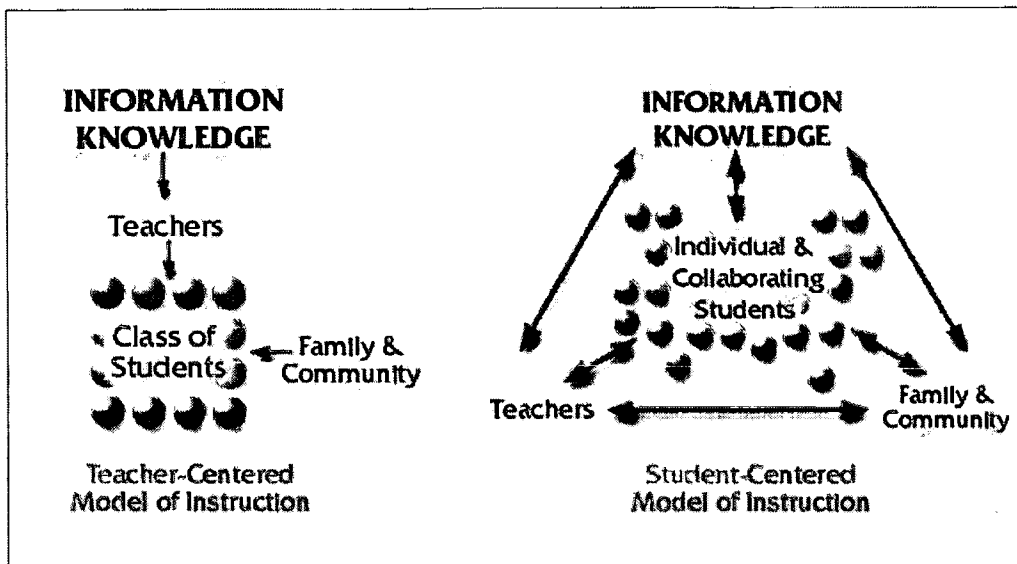 INFORMATION
KNOWLEDGE
Teachers
Class of
Students
Family &
Community
Teacher-Centered
Model of Instruction
INFORMATION
KNOWLEDGE
Individual &
Collaborating
Students
Teachers
Family &
Community
Student-Centered
Model of Instruction